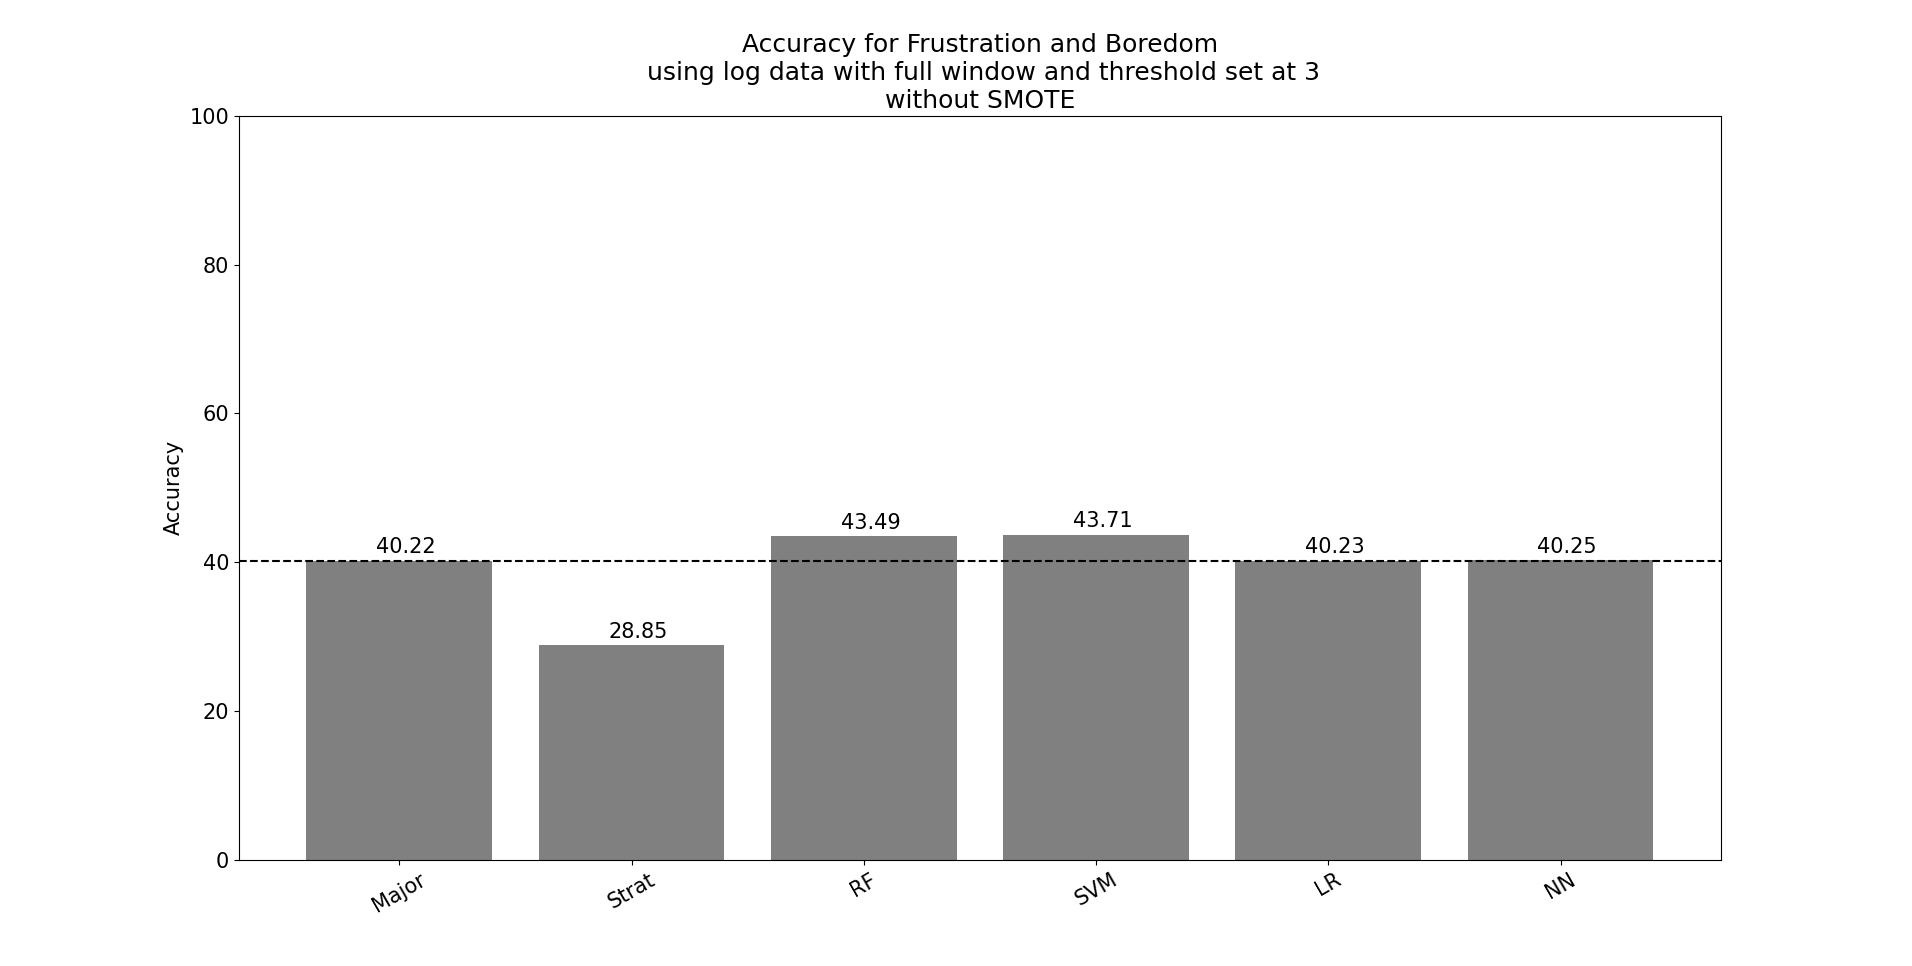 Accuracy for Frustration and Boredom
using log data with full window and threshold set at 3
without SMOTE
100
80
60
40
20
0
Accuracy
40.22
28.85
43.49
43.71
40.23
40.25
Major
Strat
RF
SVM
LR
NN